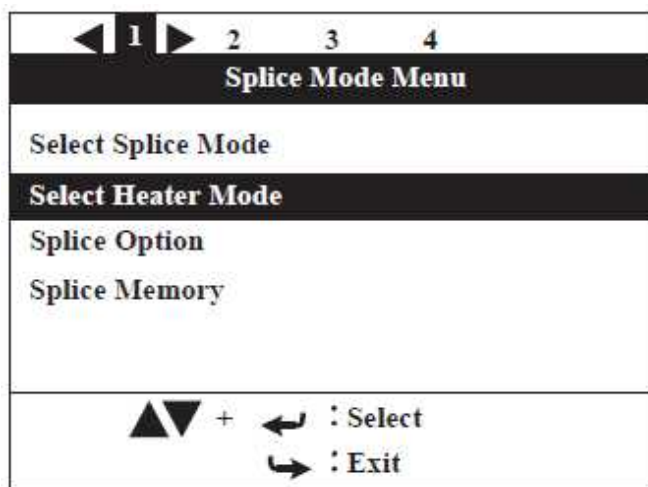 1 2 3 4
Splice Mode Menu
Select Splice Mode
Select Heater Mode
Splice Option
Splice Memory
+ : Select
: Exit